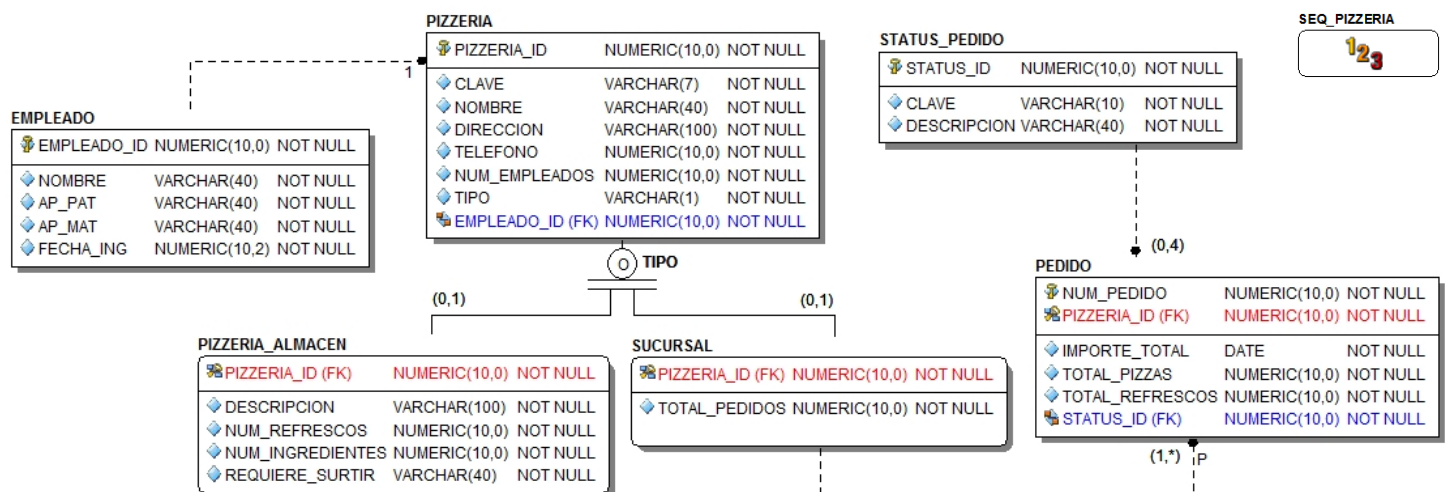 PIZZERIA
PIZZERIA_ID NUMERIC(10,0) NOT NULL
CLAVE VARCHAR(7) NOT NULL
NOMBRE VARCHAR(40) NOT NULL
DIRECCION VARCHAR(100) NOT NULL
TELEFONO NUMERIC(10,0) NOT NULL
NUM_EMPLEADOS NUMERIC(10,0) NOT NULL
TIPO VARCHAR(1) NOT NULL
EMPLEADO_ID (FK) NUMERIC(10,0) NOT NULL
1
EMPLEADO
EMPLEADO_ID NUMERIC(10,0) NOT NULL
NOMBRE VARCHAR(40) NOT NULL
AP_PAT VARCHAR(40) NOT NULL
AP_MAT VARCHAR(40) NOT NULL
FECHA_ING NUMERIC(10,2) NOT NULL
STATUS_PEDIDO
STATUS_ID NUMERIC(10,0) NOT NULL
CLAVE VARCHAR(10) NOT NULL
DESCRIPCION VARCHAR(40) NOT NULL
SEQ_PIZZERIA
123
O TIPO
(0,1)
(0,1)
(0,4)
PIZZERIA_ALMACEN
PIZZERIA_ID (FK) NUMERIC(10,0) NOT NULL
DESCRIPCION VARCHAR(100) NOT NULL
NUM_REFRESCOS NUMERIC(10,0) NOT NULL
NUM_INGREDIENTES NUMERIC(10,0) NOT NULL
REQUIERE_SURTIR VARCHAR(40) NOT NULL
SUCURSAL
PIZZERIA_ID (FK) NUMERIC(10,0) NOT NULL
TOTAL_PEDIDOS NUMERIC(10,0) NOT NULL
PEDIDO
NUM_PEDIDO NUMERIC(10,0) NOT NULL
PIZZERIA_ID (FK) NUMERIC(10,0) NOT NULL
IMPORTE_TOTAL DATE NOT NULL
TOTAL_PIZZAS NUMERIC(10,0) NOT NULL
TOTAL_REFRESCOS NUMERIC(10,0) NOT NULL
STATUS_ID (FK) NUMERIC(10,0) NOT NULL
(1,*) P